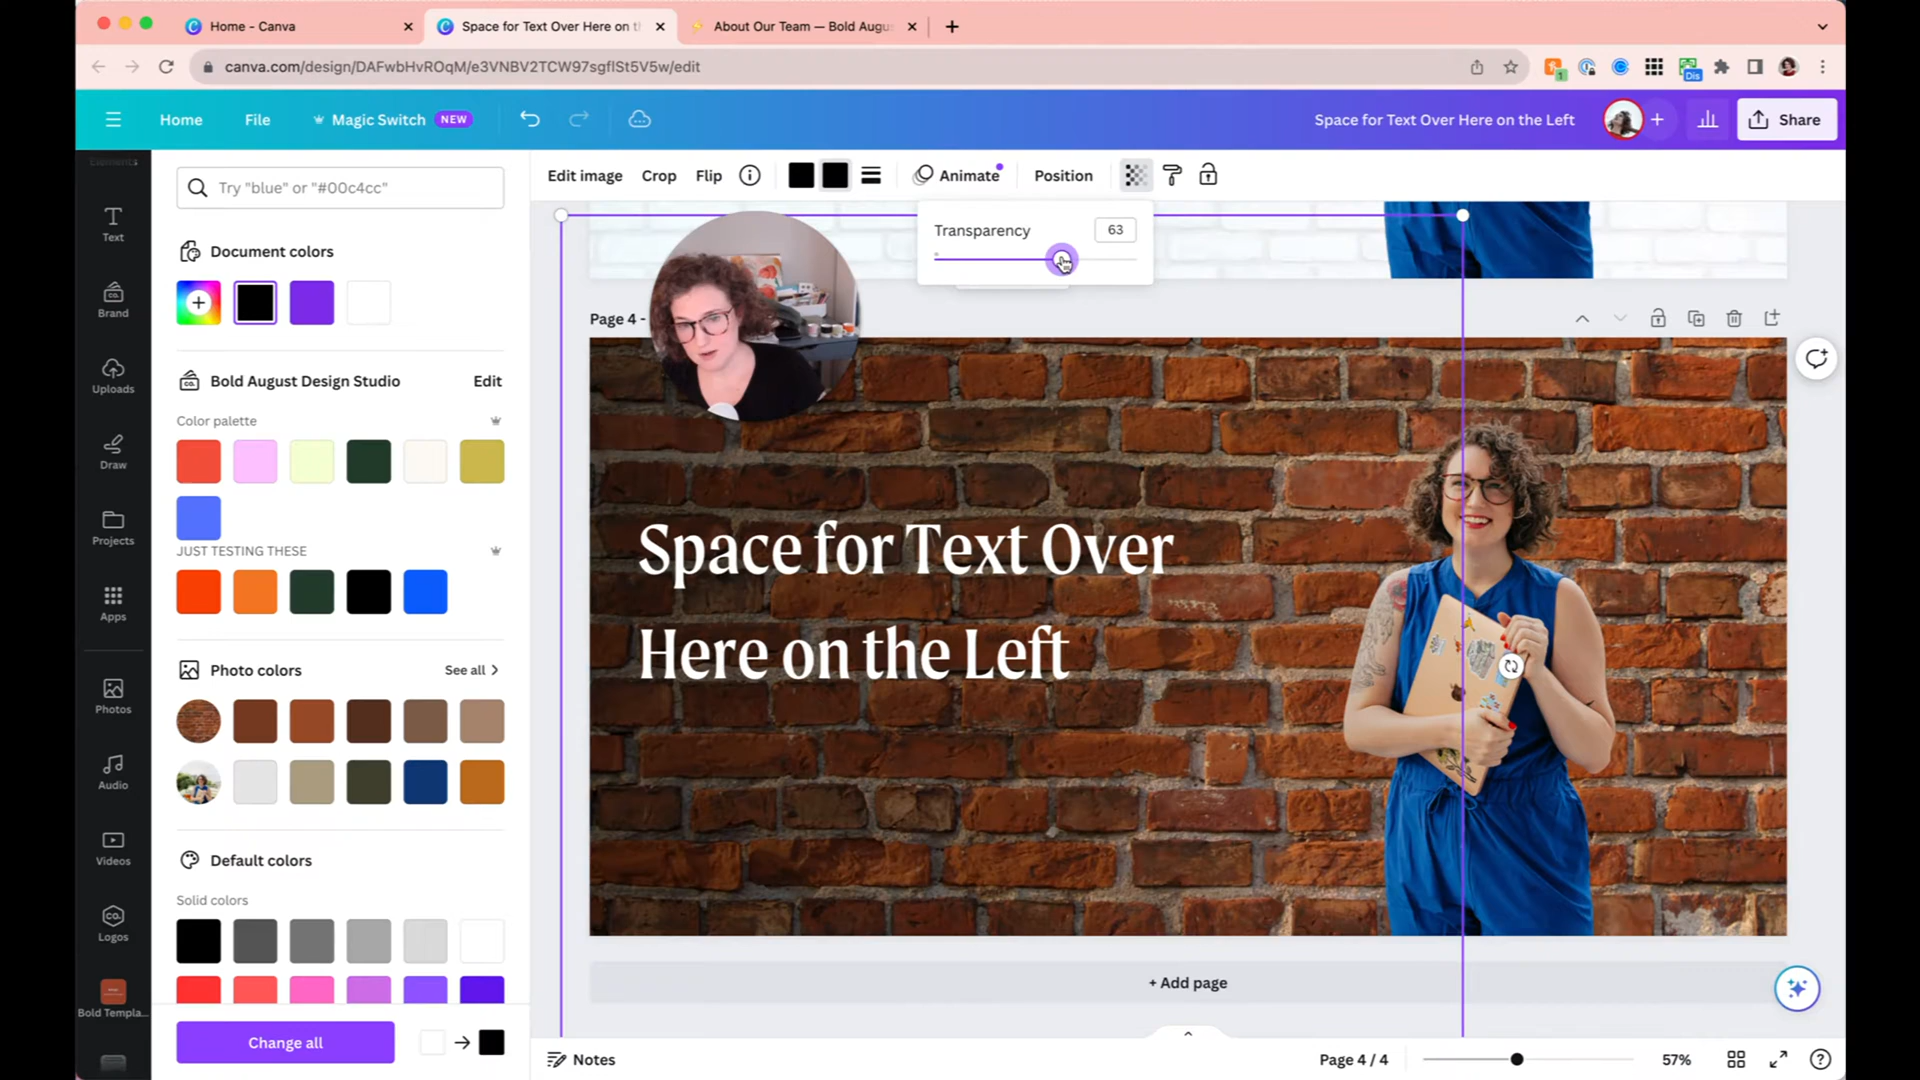 Home - Canva
Space for Text Over Here on t
About Our Team — Bold Augu
canva.com/design/DAFwbHvROqM/e3VNBV2TCW97sgflSt5V5w/edit
1
Dis
Home
File
Magic Switch
NEW
Space for Text Over Here on the Left
Share
Elements
Text
Brand
Uploads
Draw
Projects
Apps
Photos
Audio
Videos
Logos
Bold Templa...
Try "blue" or "#00c4cc"
Document colors
Bold August Design Studio
Edit
Color palette
JUST TESTING THESE
Photo colors
See all
Default colors
Solid colors
Change all
Edit image
Crop
Flip
Animate
Position
Transparency
63
Page 4 -
Space for Text Over
Here on the Left
+ Add page
Notes
Page 4 / 4
57%